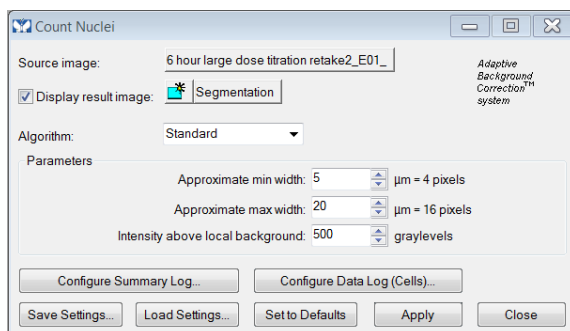 Count Nuclei
Source image: 6 hour large dose titration retake2_E01_
Adaptive
Background
Correction™
system
Display result image: Segmentation
Algorithm: Standard
Parameters
Approximate min width: 5 µm = 4 pixels
Approximate max width: 20 µm = 16 pixels
Intensity above local background: 500 graylevels
Configure Summary Log... Configure Data Log (Cells)...
Save Settings... Load Settings... Set to Defaults Apply Close